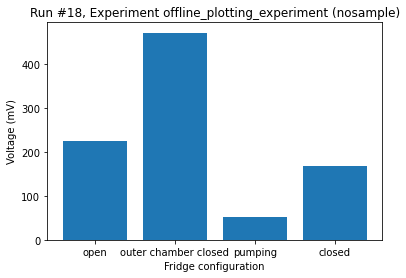 Run #18, Experiment offline_plotting_experiment (nosample)
400
300
200
100
0
Voltage (mV)
open outer chamber closed pumping closed
Fridge configuration